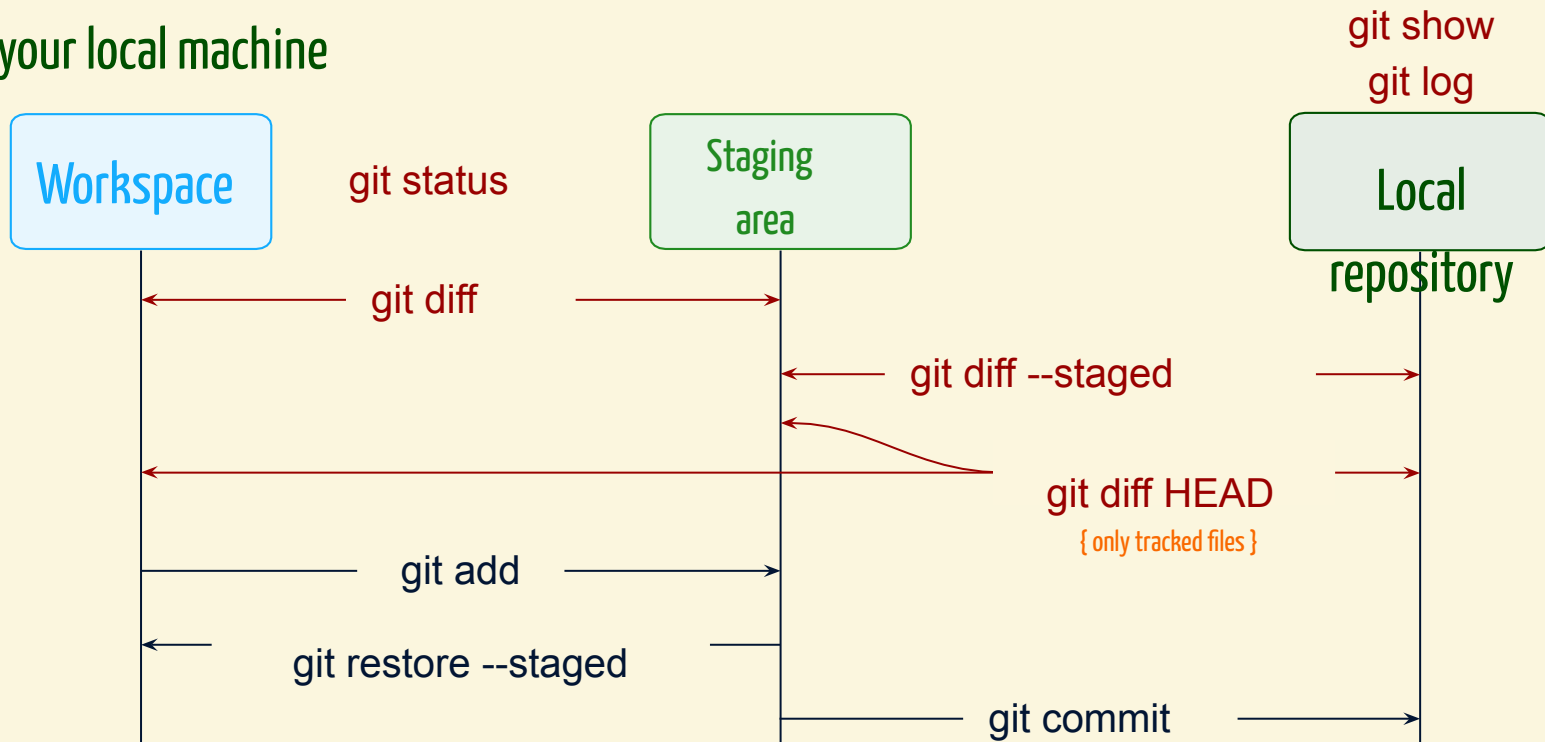 git show
your local machine
git log
Workspace
git status
Staging
area
Local
repository
git diff
git diff --staged
git diff HEAD
{ only tracked files }
git add
git restore --staged
git commit